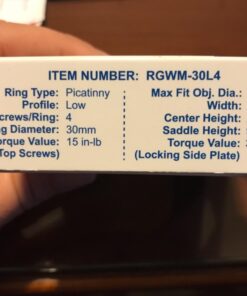 ITEM NUMBER: RGWM-30L4
Ring Type: Picatinny Max Fit Obj. Dia.:
Profile: Low Width:
crews/Ring: 4 Center Height:
g Diameter: 30mm Saddle Height:
orque Value: 15 in-lb Torque Value:
Top Screws) (Locking Side Plate)